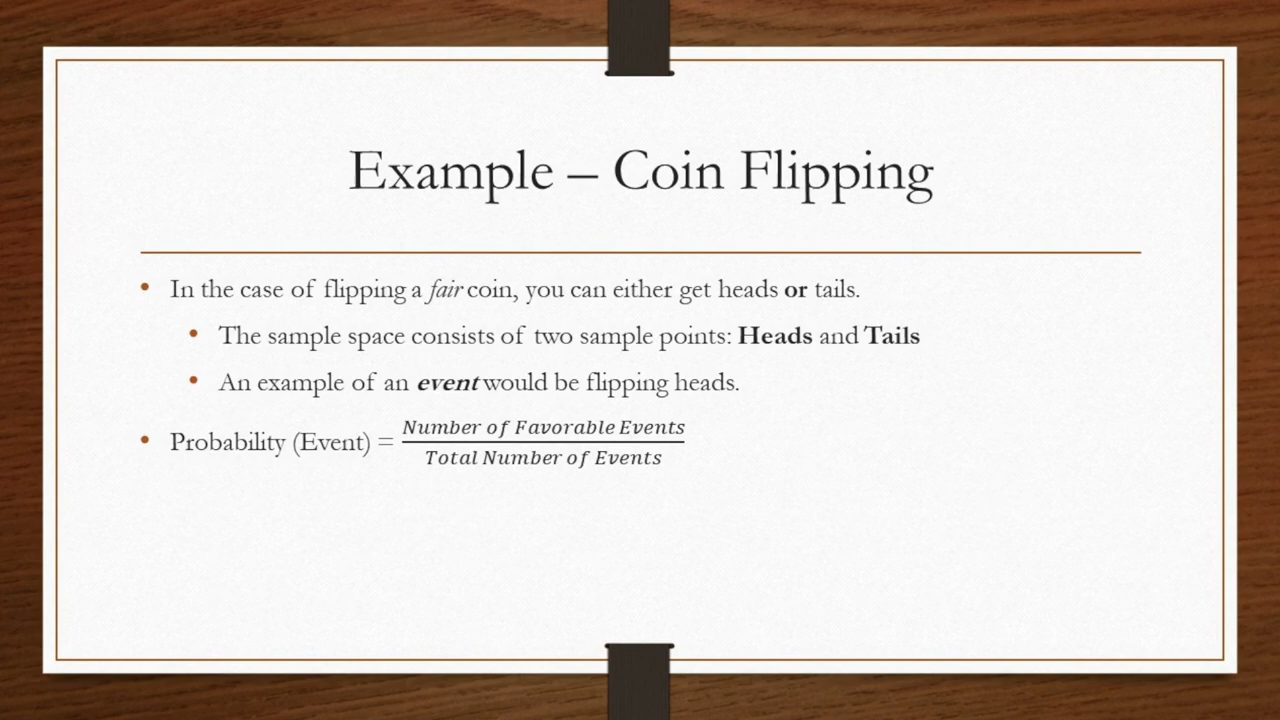 Example – Coin Flipping
• In the case of flipping a fair coin, you can either get heads or tails.
• The sample space consists of two sample points: Heads and Tails
• An example of an event would be flipping heads.
• Probability (Event) = Number of Favorable Events
Total Number of Events